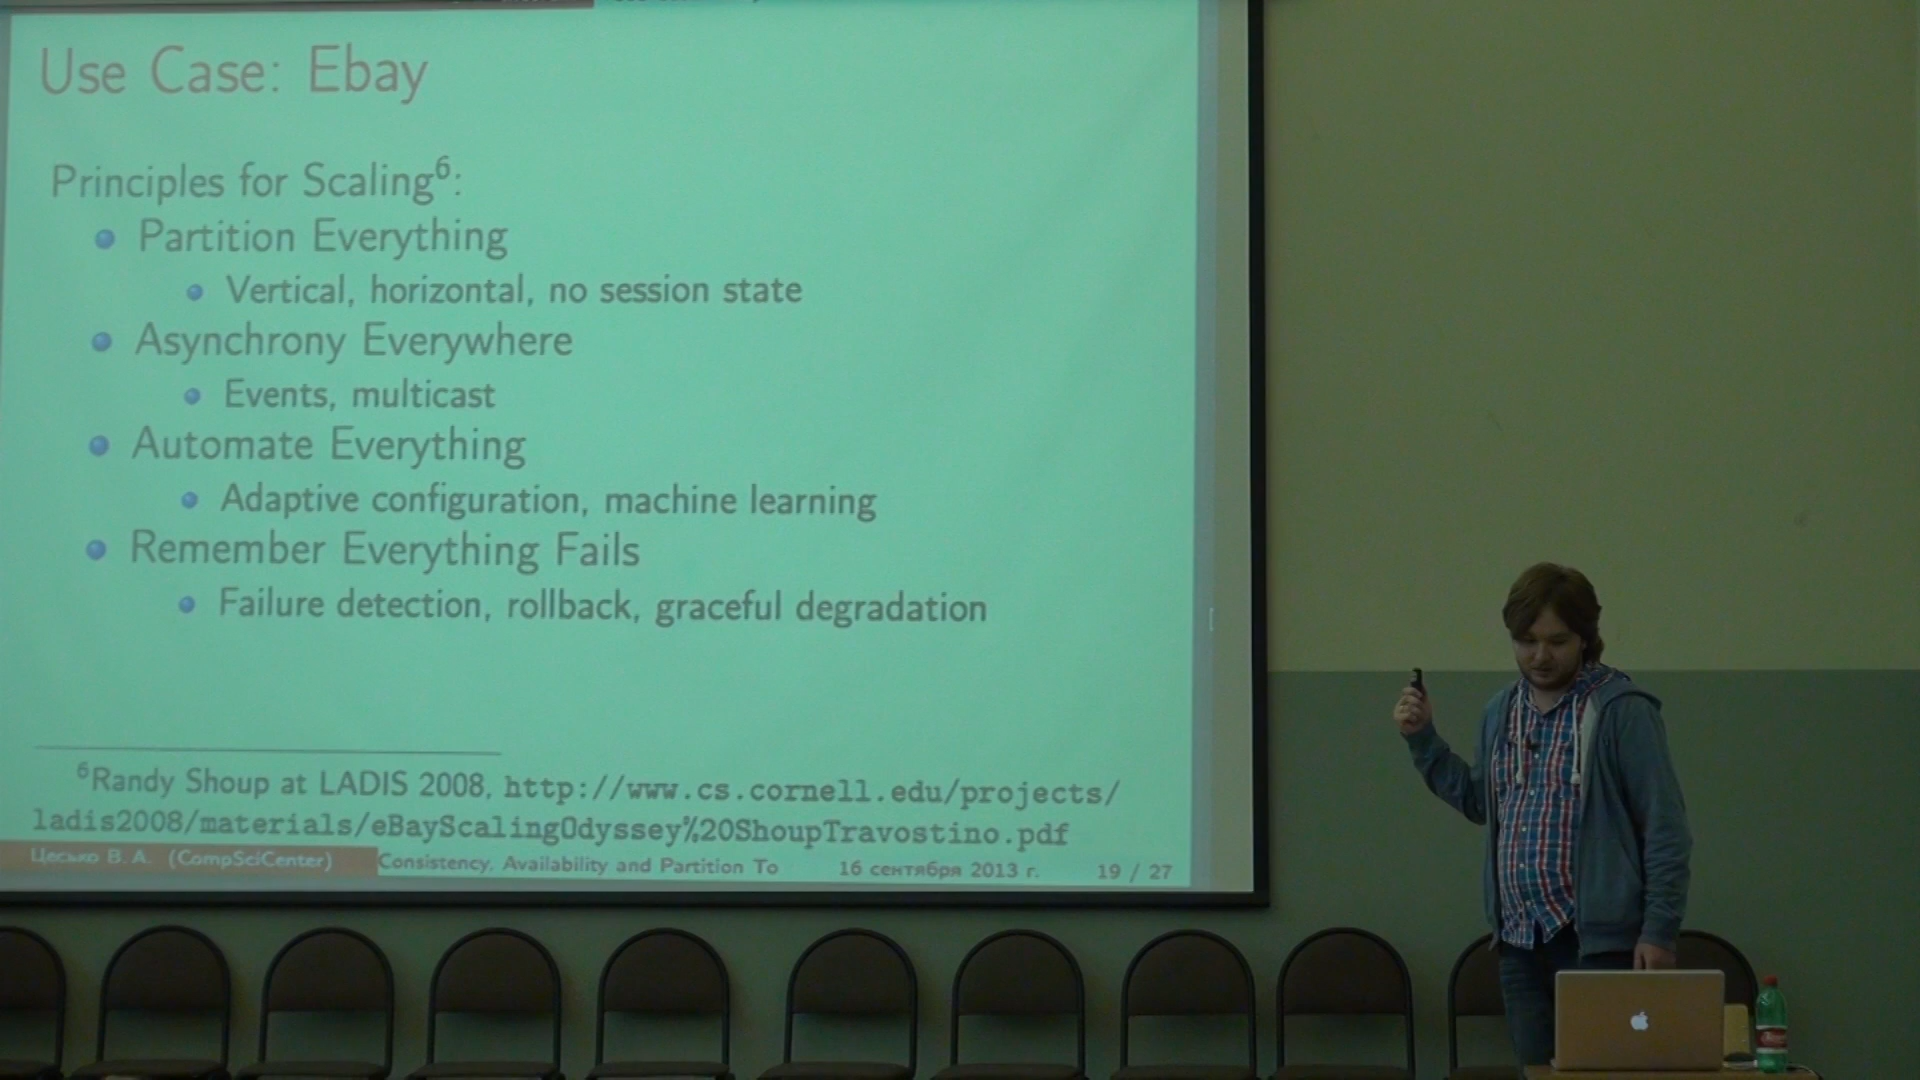 Use Case: Ebay
Principles for Scaling⁶:
Partition Everything
Vertical, horizontal, no session state
Asynchrony Everywhere
Events, multicast
Automate Everything
Adaptive configuration, machine learning
Remember Everything Fails
Failure detection, rollback, graceful degradation
⁶Randy Shoup at LADIS 2008, http://www.cs.cornell.edu/projects/
ladis2008/materials/eBayScalingOdyssey%20ShoupTravostino.pdf
Цесько В. А. (CompSciCenter) Consistency, Availability and Partition To 16 сентября 2013 г. 19 / 27